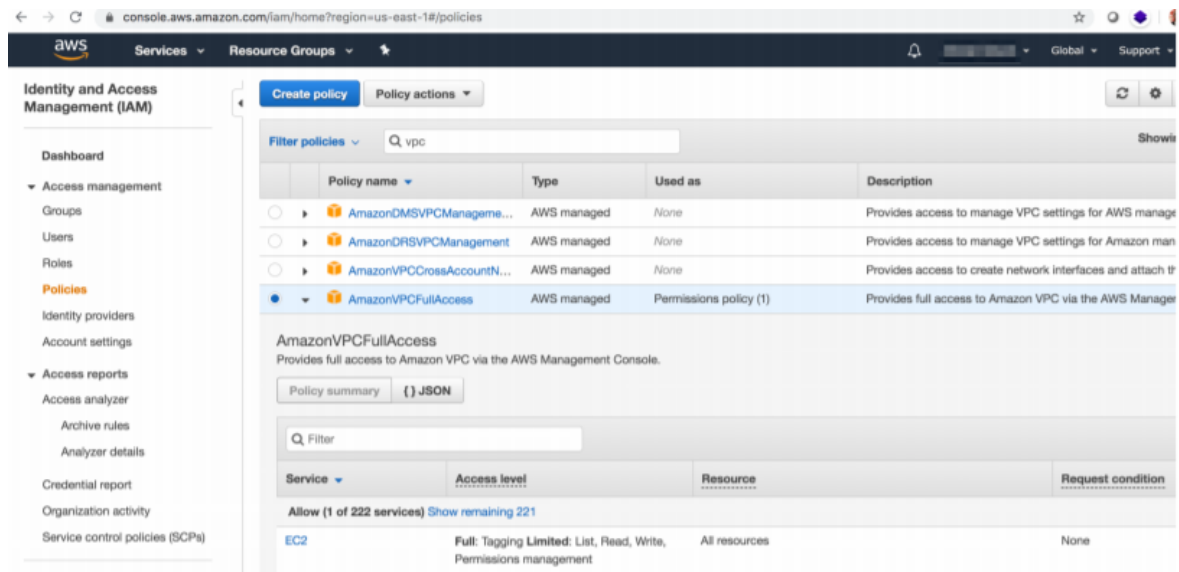 console.aws.amazon.com/iam/home?region=us-east-1#/policies
aws Services Resource Groups Global Support
Identity and Access
Management (IAM)
Dashboard
Access management
Groups
Users
Roles
Policies
Identity providers
Account settings
Access reports
Access analyzer
Archive rules
Analyzer details
Credential report
Organization activity
Service control policies (SCPs)
Create policy Policy actions
Filter policies vpc Showin
Policy name Type Used as Description
AmazonDMSVPCManageme... AWS managed None Provides access to manage VPC settings for AWS manage
AmazonDRSVPCManagement AWS managed None Provides access to manage VPC settings for Amazon man
AmazonVPCCrossAccountN... AWS managed None Provides access to create network interfaces and attach th
AmazonVPCFullAccess AWS managed Permissions policy (1) Provides full access to Amazon VPC via the AWS Manager
AmazonVPCFullAccess
Provides full access to Amazon VPC via the AWS Management Console.
Policy summary { } JSON
Filter
Service Access level Resource Request condition
Allow (1 of 222 services) Show remaining 221
EC2 Full: Tagging Limited: List, Read, Write, All resources None
Permissions management